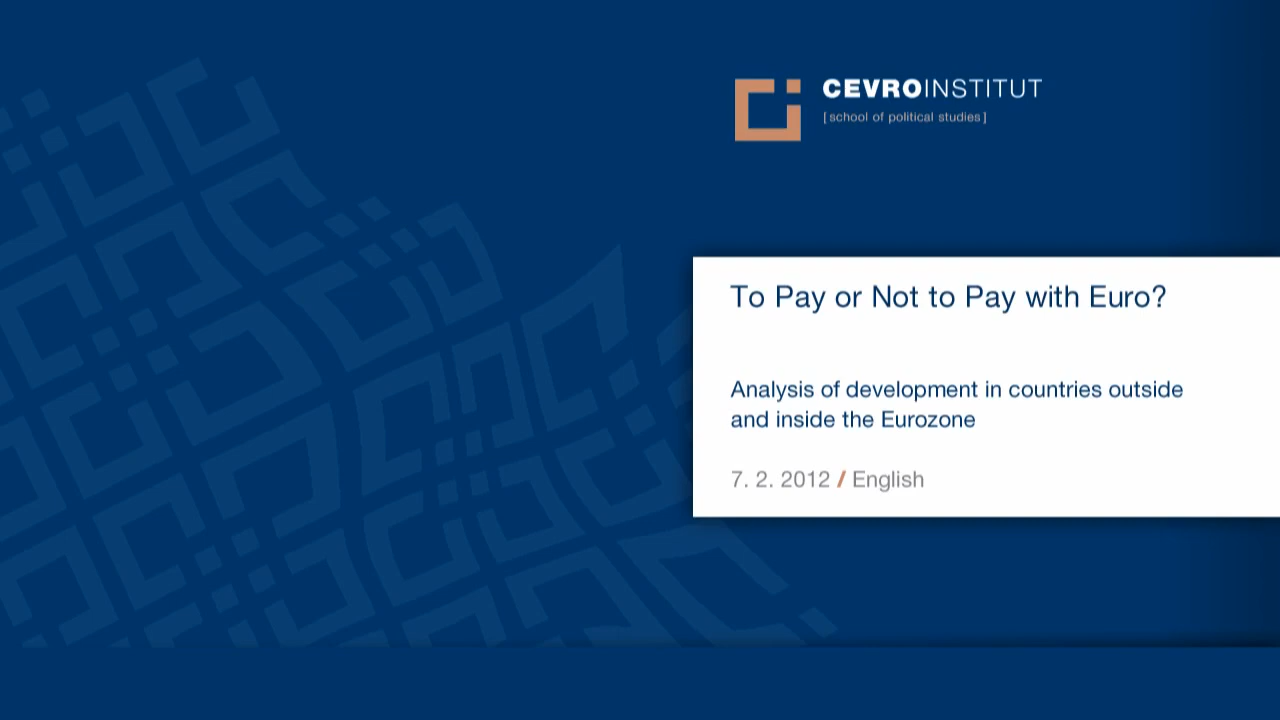 CEVROINSTITUT
[school of political studies]
To Pay or Not to Pay with Euro?
Analysis of development in countries outside
and inside the Eurozone
7. 2. 2012 / English